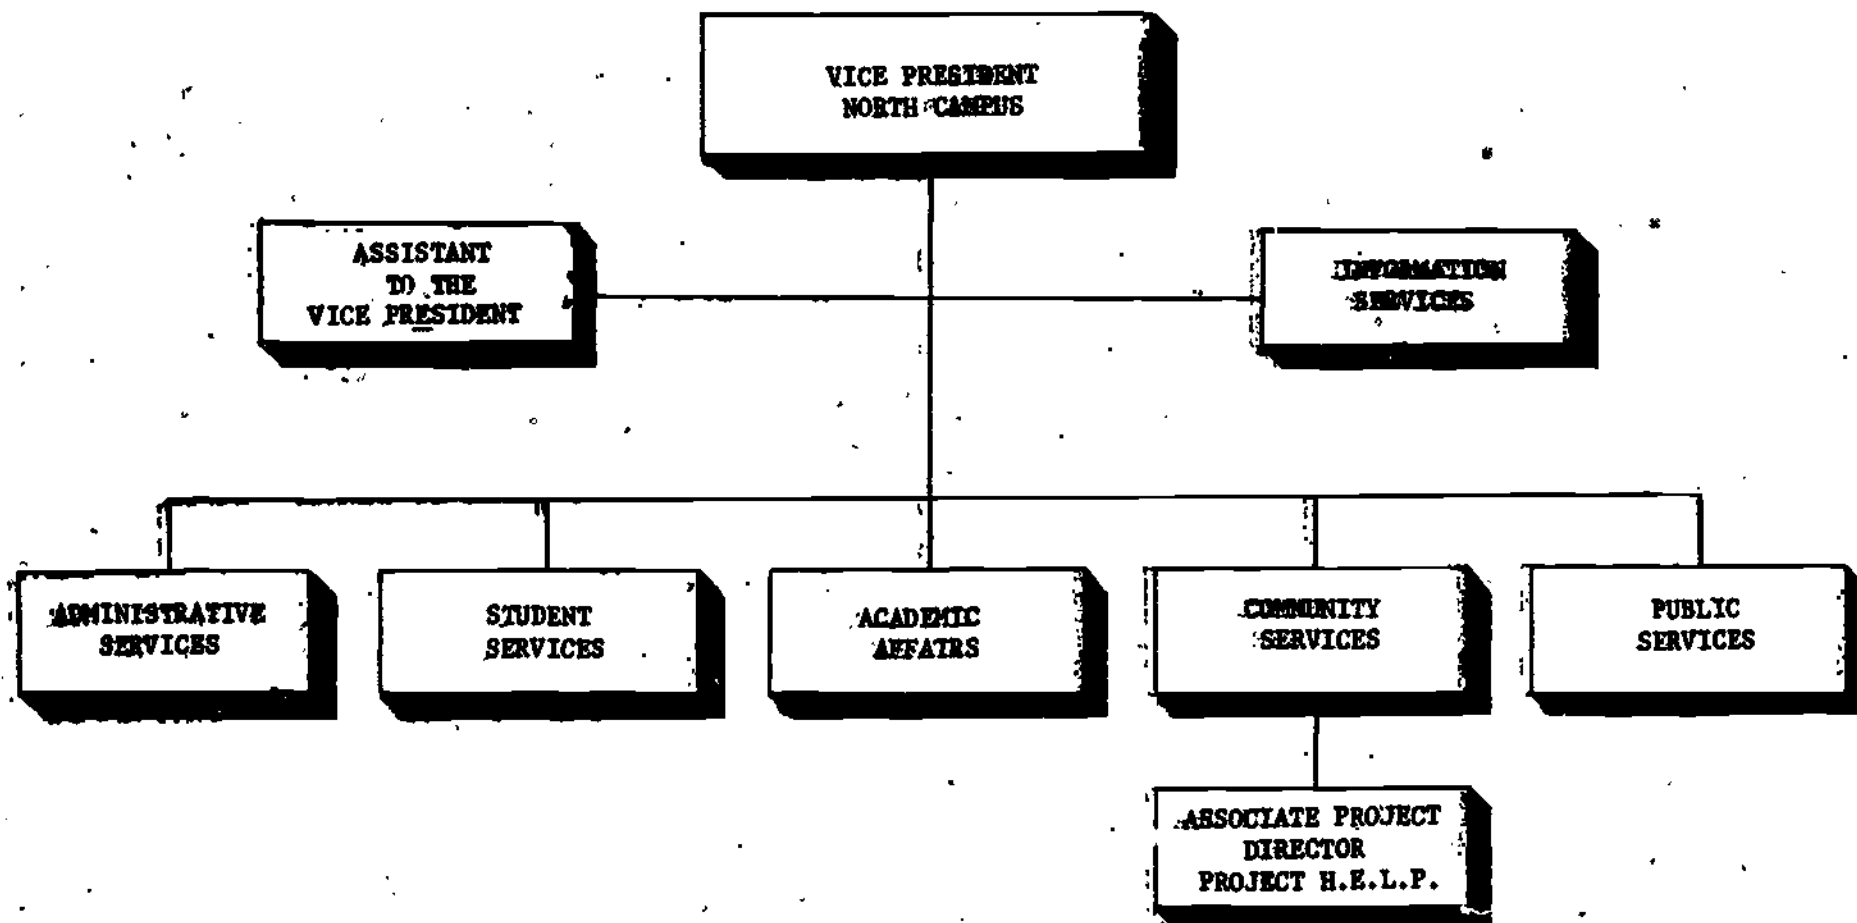 VICE PRESIDENT
NORTH CAMPUS
ASSISTANT
TO THE
VICE PRESIDENT
INFORMATION
SERVICES
ADMINISTRATIVE
SERVICES
STUDENT
SERVICES
ACADEMIC
AFFAIRS
COMMUNITY
SERVICES
PUBLIC
SERVICES
ASSOCIATE PROJECT
DIRECTOR
PROJECT H.E.L.P.